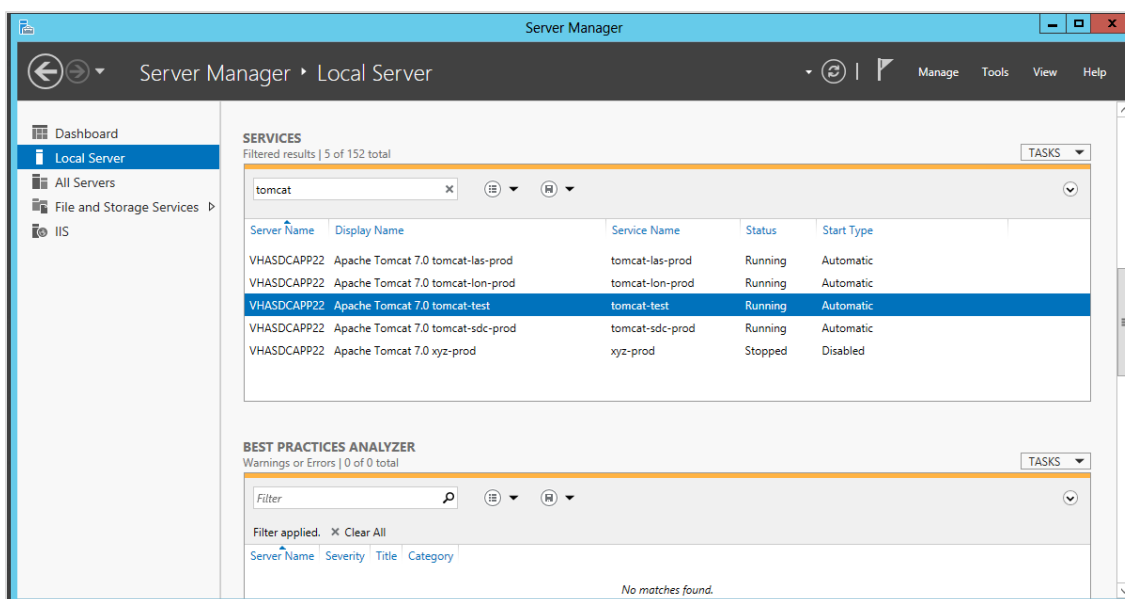 Server Manager
Server Manager • Local Server
Manage Tools View Help
Dashboard
Local Server
All Servers
File and Storage Services
IIS
SERVICES
Filtered results | 5 of 152 total
TASKS
tomcat
Server Name Display Name Service Name Status Start Type
VHASDCAPP22 Apache Tomcat 7.0 tomcat-las-prod tomcat-las-prod Running Automatic
VHASDCAPP22 Apache Tomcat 7.0 tomcat-lon-prod tomcat-lon-prod Running Automatic
VHASDCAPP22 Apache Tomcat 7.0 tomcat-test tomcat-test Running Automatic
VHASDCAPP22 Apache Tomcat 7.0 tomcat-sdc-prod tomcat-sdc-prod Running Automatic
VHASDCAPP22 Apache Tomcat 7.0 xyz-prod xyz-prod Stopped Disabled
BEST PRACTICES ANALYZER
Warnings or Errors | 0 of 0 total
TASKS
Filter
Filter applied. Clear All
Server Name Severity Title Category
No matches found.